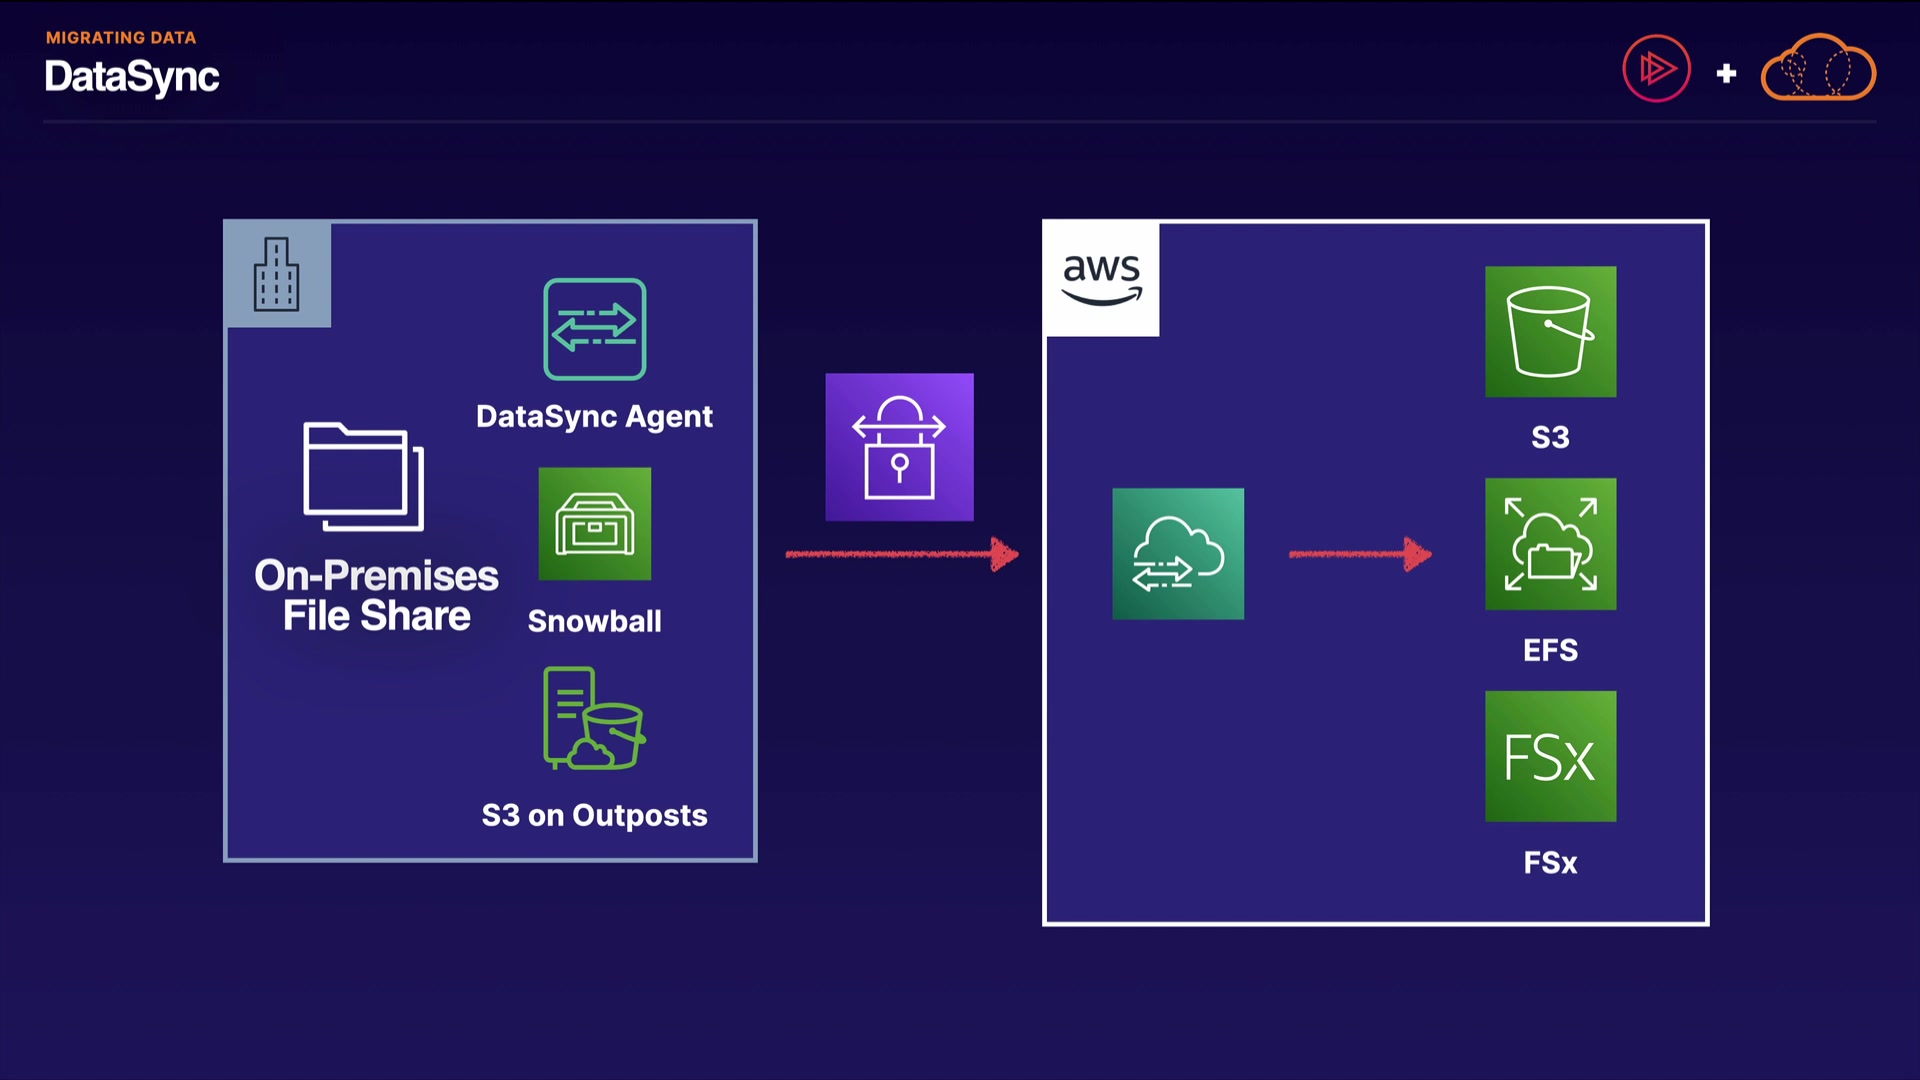 MIGRATING DATA
DataSync
DataSync Agent
On-Premises
File Share
Snowball
S3 on Outposts
aws
S3
EFS
FSx
FSx